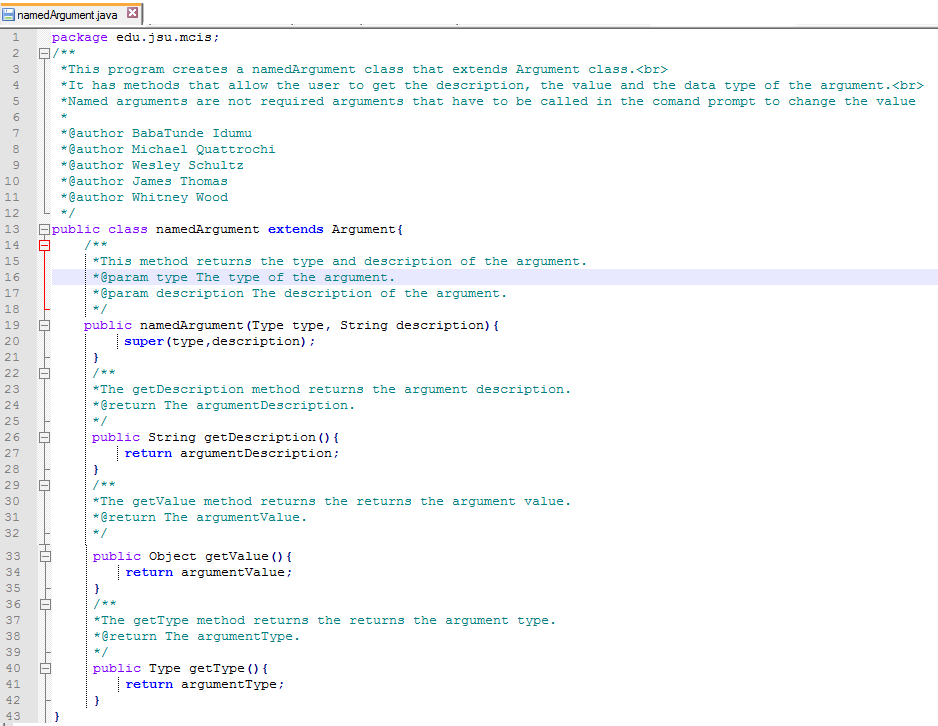 namedArgument.java
1 package edu.jsu.mcis;
2 /**
3 *This program creates a namedArgument class that extends Argument class.<br>
4 *It has methods that allow the user to get the description, the value and the data type of the argument.<br>
5 *Named arguments are not required arguments that have to be called in the comand prompt to change the value
6 *
7 *@author BabaTunde Idumu
8 *@author Michael Quattrochi
9 *@author Wesley Schultz
10 *@author James Thomas
11 *@author Whitney Wood
12 */
13 public class namedArgument extends Argument{
14 /**
15 *This method returns the type and description of the argument.
16 *@param type The type of the argument.
17 *@param description The description of the argument.
18 */
19 public namedArgument(Type type, String description){
20 super(type,description);
21 }
22 /**
23 *The getDescription method returns the argument description.
24 *@return The argumentDescription.
25 */
26 public String getDescription(){
27 return argumentDescription;
28 }
29 /**
30 *The getValue method returns the returns the argument value.
31 *@return The argumentValue.
32 */
33 public Object getValue(){
34 return argumentValue;
35 }
36 /**
37 *The getType method returns the returns the argument type.
38 *@return The argumentType.
39 */
40 public Type getType(){
41 return argumentType;
42 }
43 }